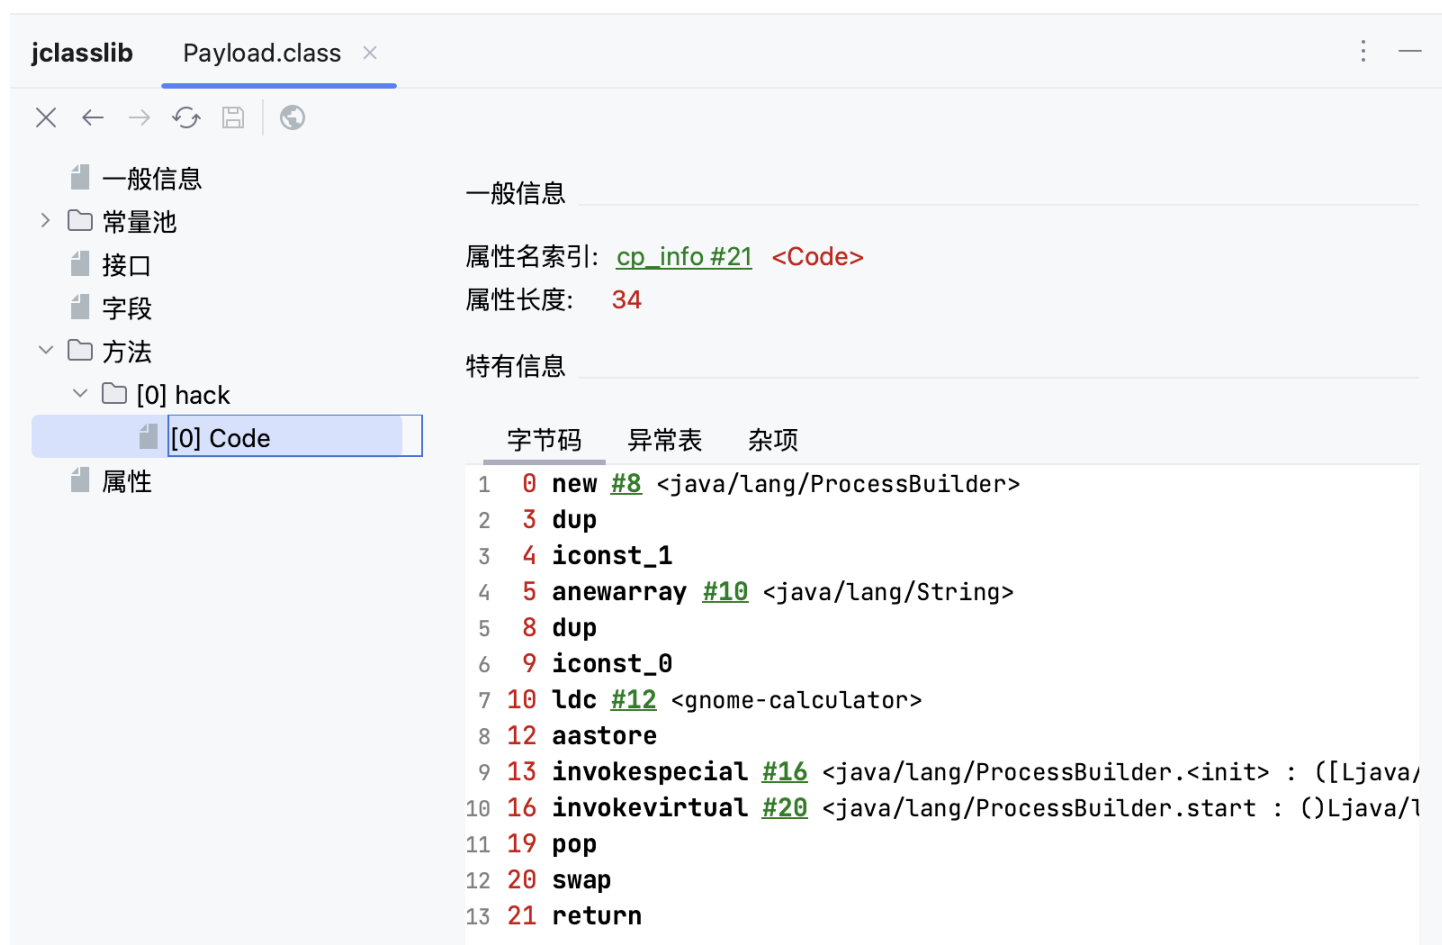 jclasslib Payload.class
一般信息
常量池
接口
字段
方法
[0] hack
[0] Code
属性
一般信息
属性名索引: cp_info #21 <Code>
属性长度: 34
特有信息
字节码 异常表 杂项
1 0 new #8 <java/lang/ProcessBuilder>
2 3 dup
3 4 iconst_1
4 5 anewarray #10 <java/lang/String>
5 8 dup
6 9 iconst_0
7 10 ldc #12 <gnome-calculator>
8 12 aastore
9 13 invokespecial #16 <java/lang/ProcessBuilder.<init> : ([Ljava/
10 16 invokevirtual #20 <java/lang/ProcessBuilder.start : ()Ljava/l
11 19 pop
12 20 swap
13 21 return